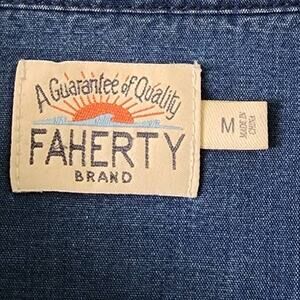 A Guarantee of Quality
FAHERTY
BRAND
M
MADE IN
CHINA